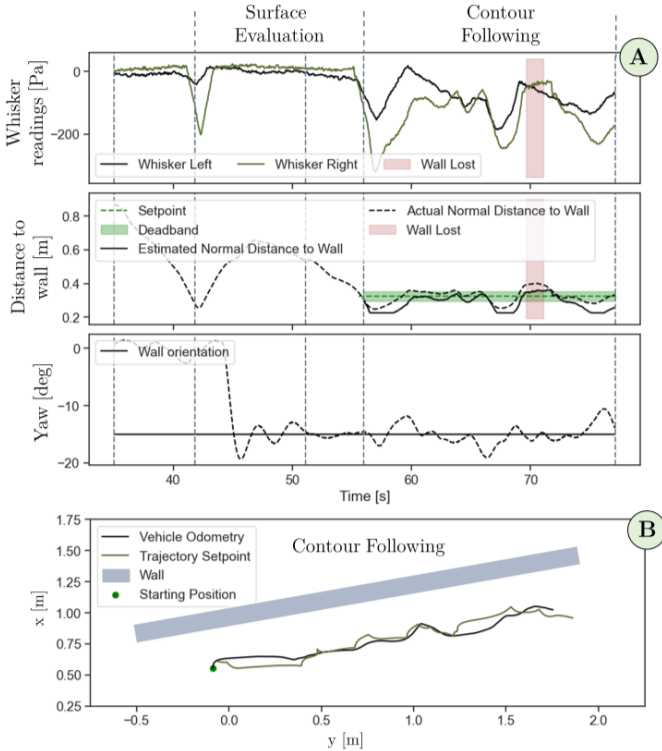 Surface Evaluation
Contour Following
A
Whisker readings [Pa]
0
−200
Whisker Left
Whisker Right
Wall Lost
Distance to wall [m]
0.8
0.6
0.4
0.2
Setpoint
Deadband
Estimated Normal Distance to Wall
Actual Normal Distance to Wall
Wall Lost
Yaw [deg]
0
−10
−20
Wall orientation
40
50
60
70
Time [s]
B
Contour Following
x [m]
1.75
1.50
1.25
1.00
0.75
0.50
0.25
Vehicle Odometry
Trajectory Setpoint
Wall
Starting Position
−0.5
0.0
0.5
1.0
1.5
2.0
y [m]